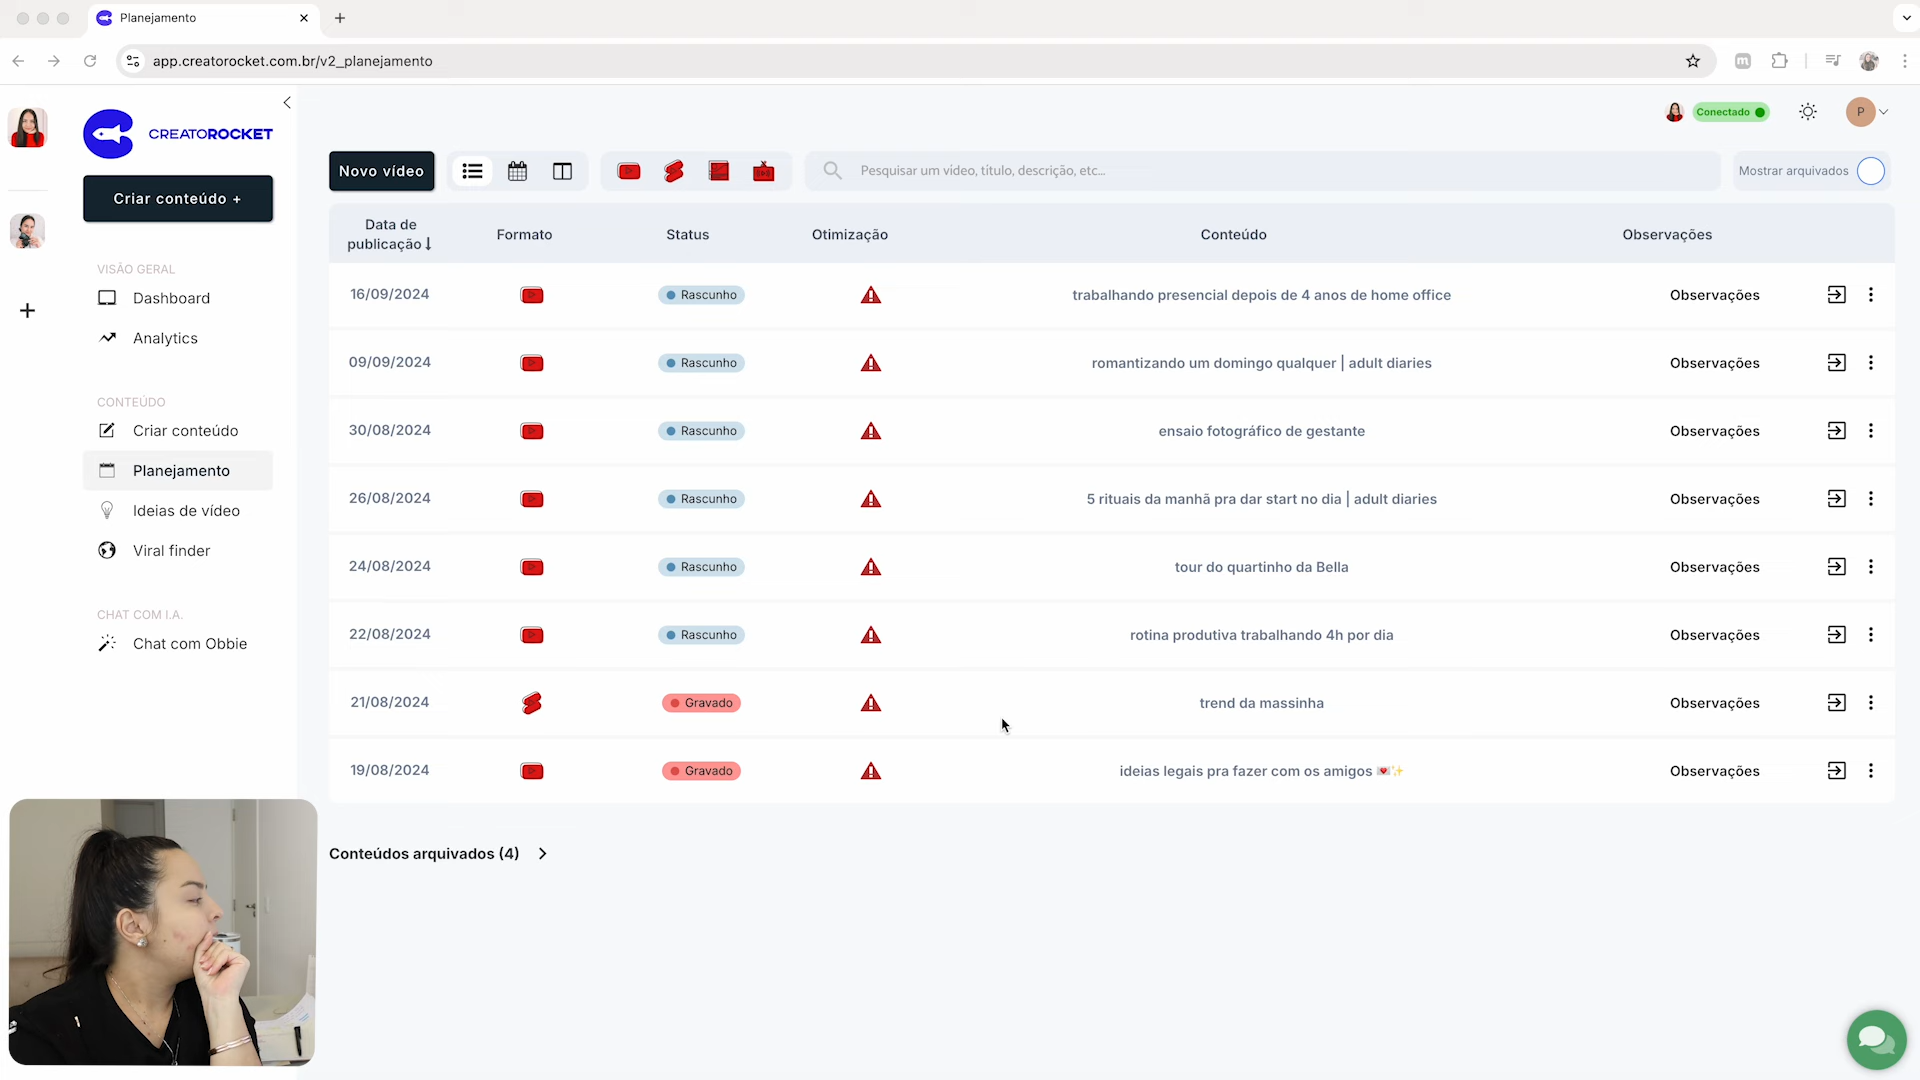 Planejamento
app.creatorocket.com.br/v2_planejamento
CREATOROCKET
Conectado
P
Criar conteúdo +
Novo vídeo
Pesquisar um vídeo, título, descrição, etc...
Mostrar arquivados
VISÃO GERAL
Dashboard
Analytics
CONTEÚDO
Criar conteúdo
Planejamento
Ideias de vídeo
Viral finder
CHAT COM I.A.
Chat com Obbie
Data de
publicação
Formato
Status
Otimização
Conteúdo
Observações
16/09/2024 Rascunho trabalhando presencial depois de 4 anos de home office Observações
09/09/2024 Rascunho romantizando um domingo qualquer | adult diaries Observações
30/08/2024 Rascunho ensaio fotográfico de gestante Observações
26/08/2024 Rascunho 5 rituais da manhã pra dar start no dia | adult diaries Observações
24/08/2024 Rascunho tour do quartinho da Bella Observações
22/08/2024 Rascunho rotina produtiva trabalhando 4h por dia Observações
21/08/2024 Gravado trend da massinha Observações
19/08/2024 Gravado ideias legais pra fazer com os amigos 💌✨ Observações
Conteúdos arquivados (4)